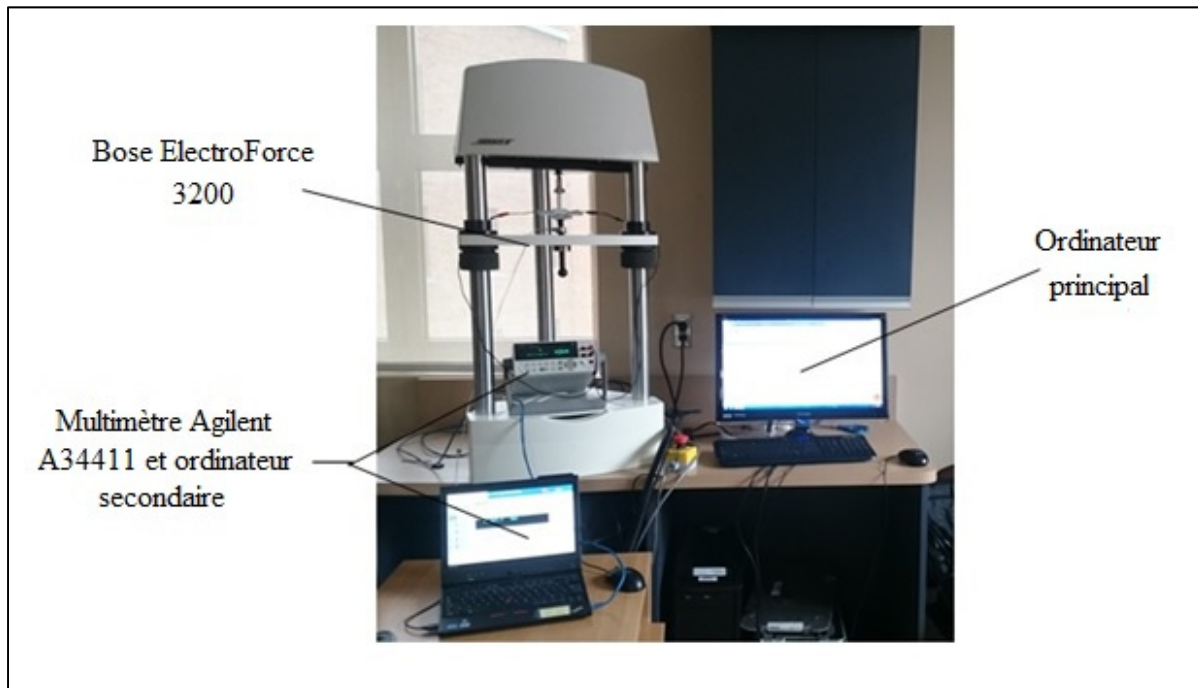 Bose ElectroForce
3200
Ordinateur
principal
Multimètre Agilent
A34411 et ordinateur
secondaire